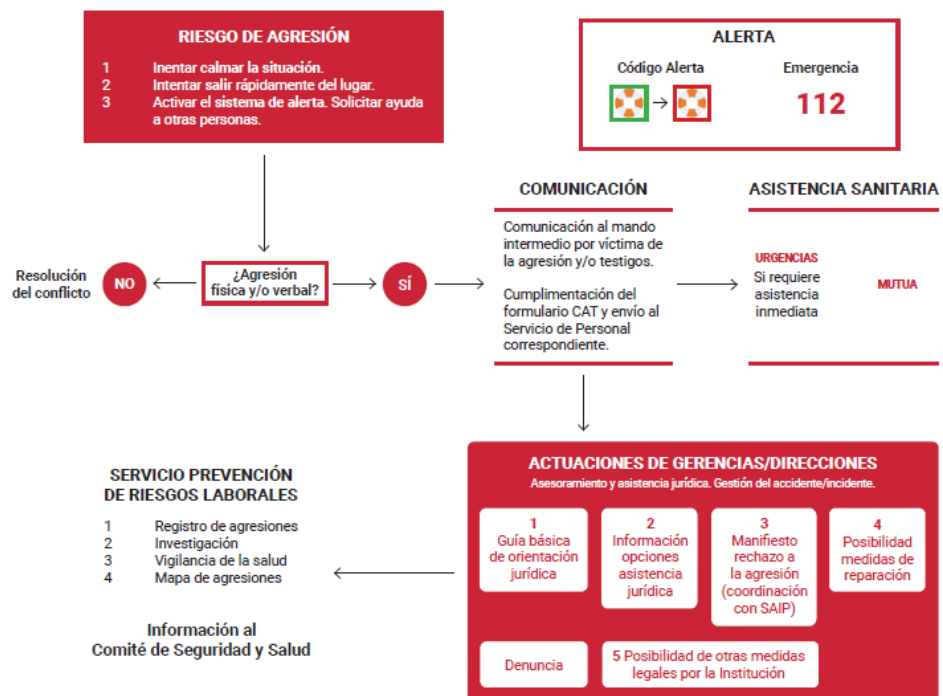 RIESGO DE AGRESIÓN
1 Inentar calmar la situación.
2 Intentar salir rápidamente del lugar.
3 Activar el sistema de alerta. Solicitar ayuda
a otras personas.
ALERTA
Código Alerta
Emergencia
112
Resolución
del conflicto
NO
¿Agresión
física y/o verbal?
SÍ
COMUNICACIÓN
Comunicación al mando
intermedio por víctima de
la agresión y/o testigos.
Cumplimentación del
formulario CAT y envío al
Servicio de Personal
correspondiente.
ASISTENCIA SANITARIA
URGENCIAS
Si requiere
asistencia
inmediata
MUTUA
SERVICIO PREVENCIÓN
DE RIESGOS LABORALES
1 Registro de agresiones
2 Investigación
3 Vigilancia de la salud
4 Mapa de agresiones
Información al
Comité de Seguridad y Salud
ACTUACIONES DE GERENCIAS/DIRECCIONES
Asesoramiento y asistencia jurídica. Gestión del accidente/incidente.
1
Guía básica
de orientación
jurídica
2
Información
opciones
asistencia
jurídica
3
Manifiesto
rechazo a
la agresión
(coordinación
con SAIP)
4
Posibilidad
medidas de
reparación
Denuncia
5 Posibilidad de otras medidas
legales por la Institución